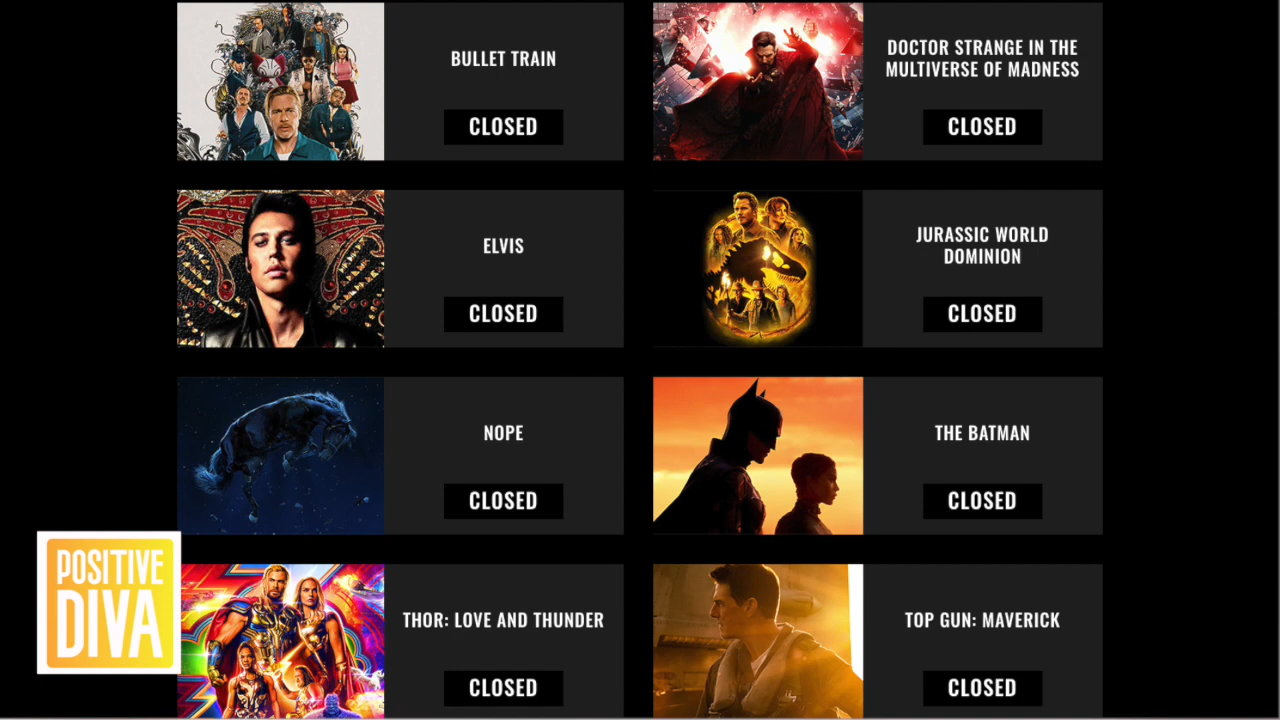 BULLET TRAIN
CLOSED
DOCTOR STRANGE IN THE
MULTIVERSE OF MADNESS
CLOSED
ELVIS
CLOSED
JURASSIC WORLD
DOMINION
CLOSED
NOPE
CLOSED
THE BATMAN
CLOSED
THOR: LOVE AND THUNDER
CLOSED
TOP GUN: MAVERICK
CLOSED
POSITIVE
DIVA